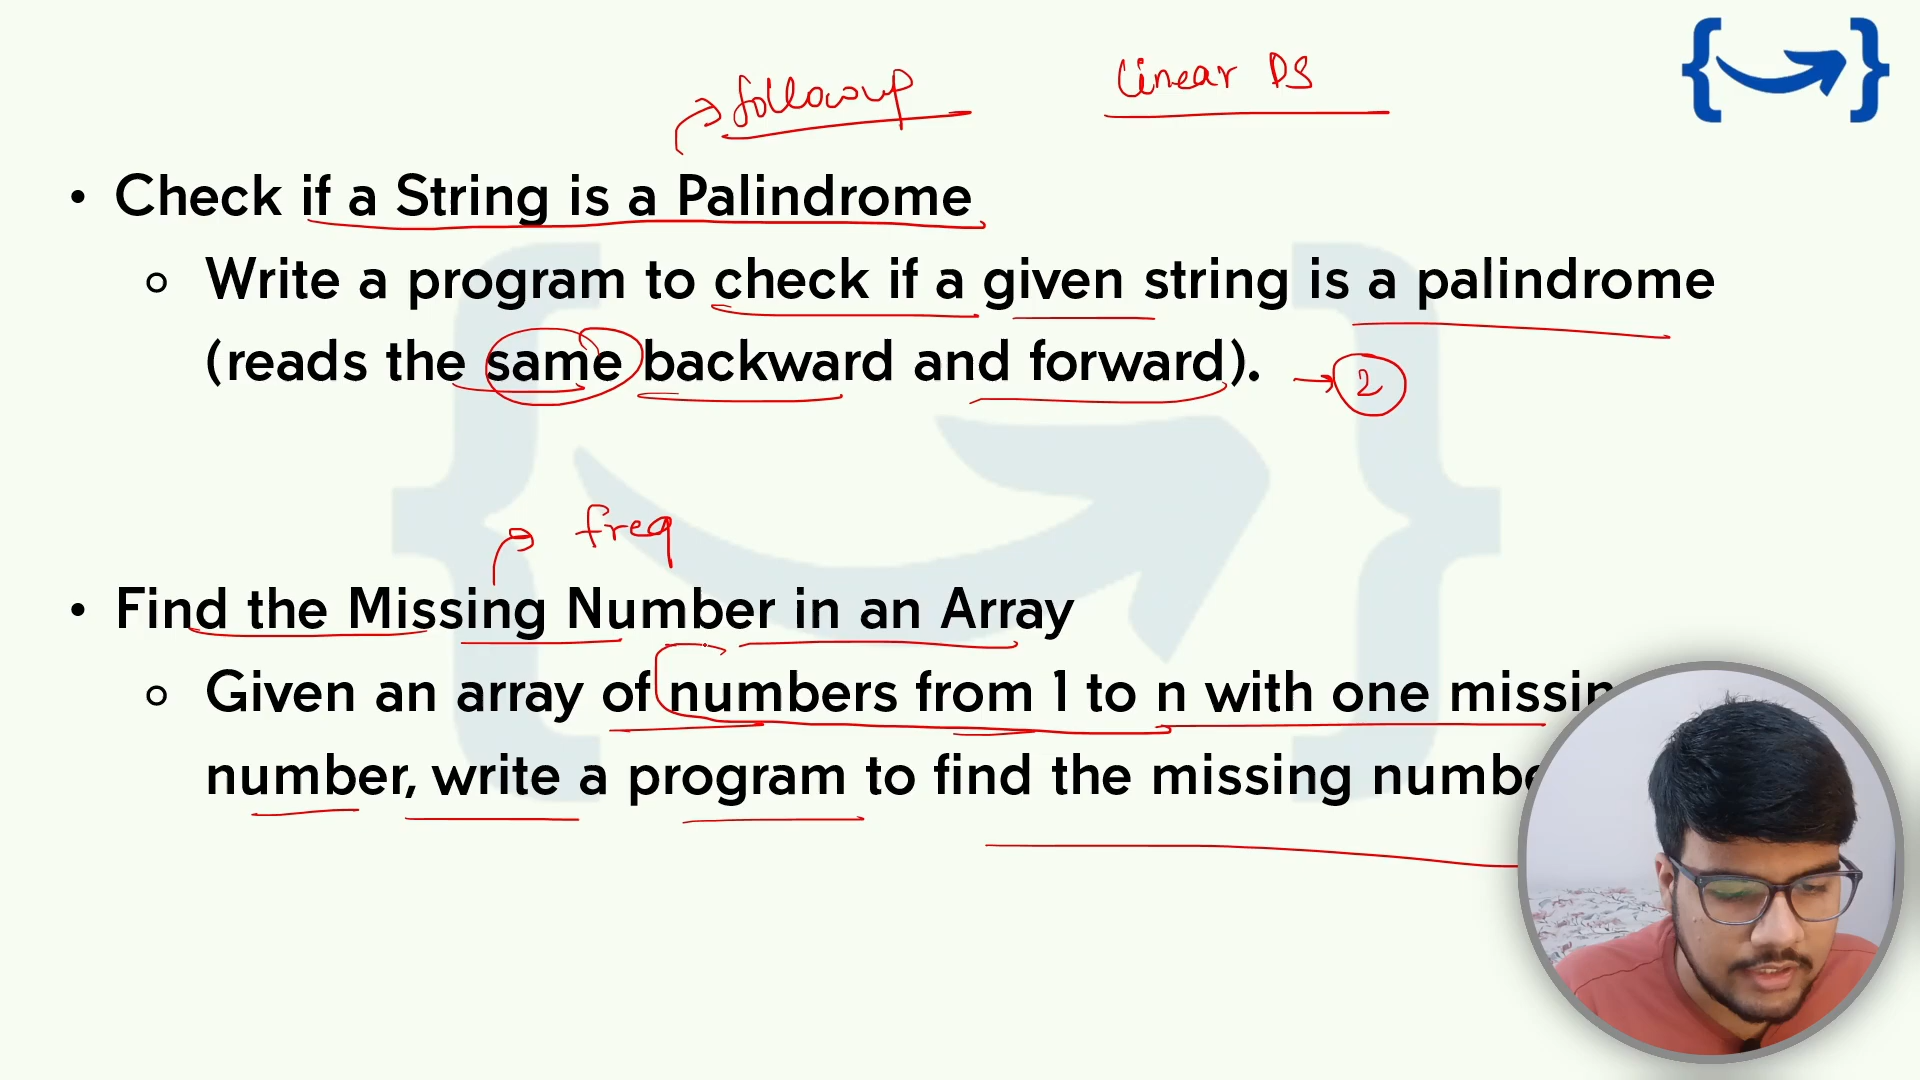 followup
linear DS
• Check if a String is a Palindrome
○ Write a program to check if a given string is a palindrome
(reads the same backward and forward).
2
freq
• Find the Missing Number in an Array
○ Given an array of numbers from 1 to n with one missin
number, write a program to find the missing numbe